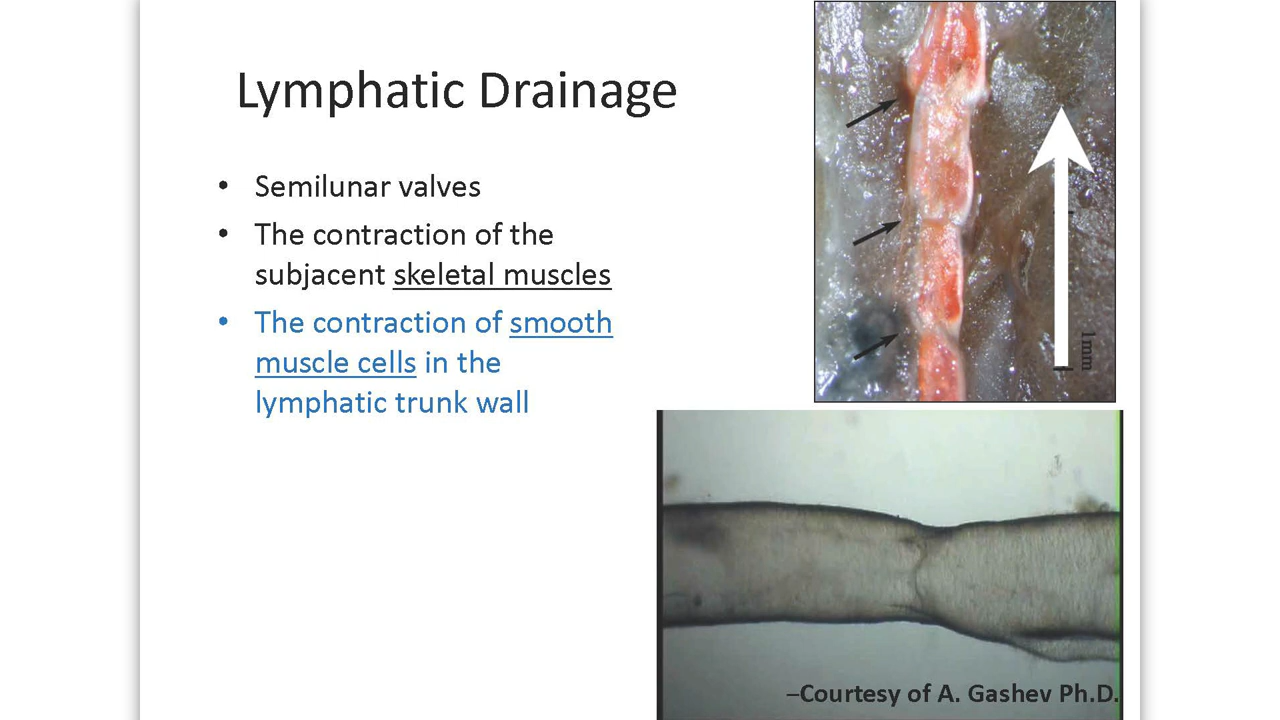 Lymphatic Drainage
• Semilunar valves
• The contraction of the
subjacent skeletal muscles
• The contraction of smooth
muscle cells in the
lymphatic trunk wall
1mm
–Courtesy of A. Gashev Ph.D.